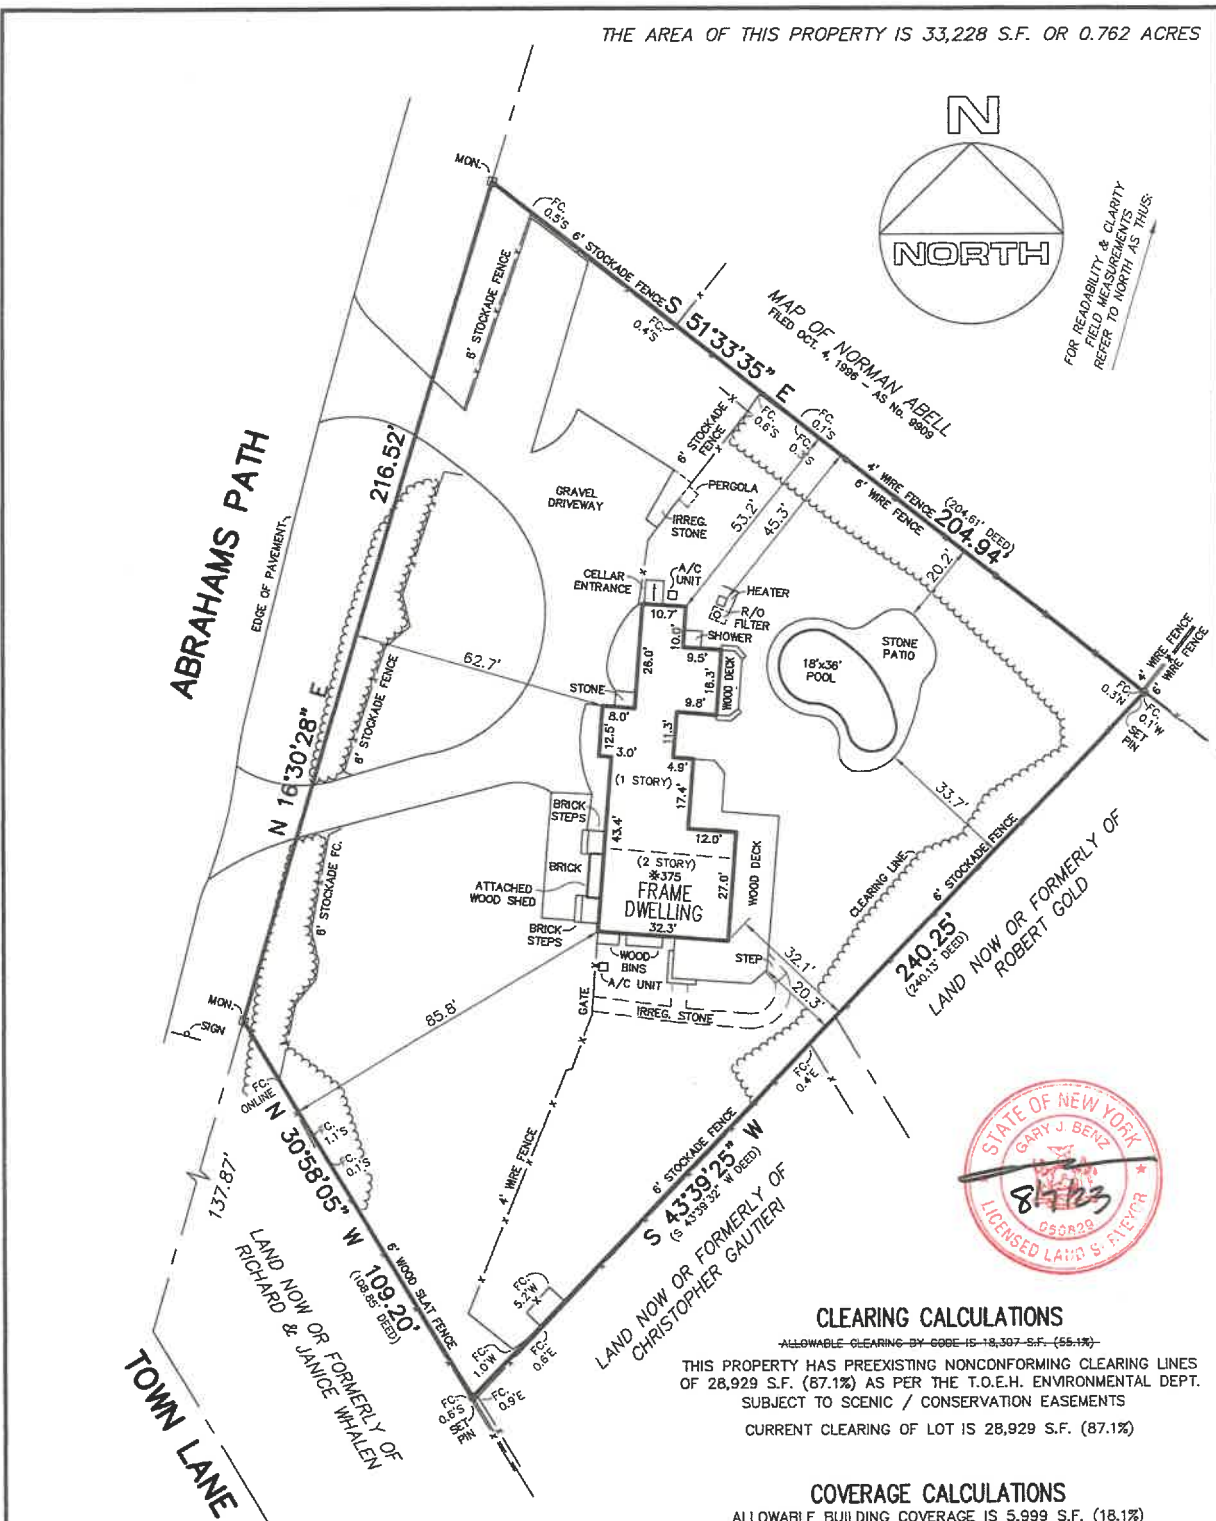 THE AREA OF THIS PROPERTY IS 33,228 S.F. OR 0.762 ACRES
N
NORTH
FOR READABILITY & CLARITY
FIELD MEASUREMENTS
REFER TO NORTH AS THUS:
MON.
FC.
0.5'S
6' STOCKADE FENCE
6' STOCKADE FENCE
FC.
0.4'S
S 51°33'35" E
MAP OF NORMAN ABELL
FILED OCT. 4, 1996 - AS No. 9909
216.52'
ABRAHAMS PATH
EDGE OF PAVEMENT
6' STOCKADE
FENCE
FC.
0.6'S
FC.
0.1'S
FC.
4' WIRE FENCE
6' WIRE FENCE
(204.61' DEED)
204.94'
GRAVEL
DRIVEWAY
PERGOLA
IRREG.
STONE
53.2'
45.3'
20.2'
CELLAR
ENTRANCE
A/C
UNIT
HEATER
R/O
FILTER
SHOWER
10.7'
10.0'
9.5'
26.0'
16.3'
WOOD DECK
9.8'
STONE
PATIO
18'x36'
POOL
4' WIRE FENCE
6' WIRE FENCE
FC.
0.3'N
FC.
0.1'W
SET
PIN
62.7'
STONE
8.0'
12.5'
3.0'
11.3'
4.9'
(1 STORY)
17.4'
6' STOCKADE FENCE
N 16°30'28" E
33.7'
BRICK
STEPS
43.4'
12.0'
BRICK
(2 STORY)
※375
FRAME
DWELLING
27.0'
WOOD DECK
ATTACHED
WOOD SHED
32.3'
BRICK
STEPS
6' STOCKADE FC.
CLEARING LINE
6' STOCKADE FENCE
240.25'
(240.13' DEED)
LAND NOW OR FORMERLY OF
ROBERT GOLD
WOOD
BINS
STEP
32.1'
20.3'
A/C UNIT
GATE
IRREG. STONE
MON.
SIGN
85.8'
FC.
0.4'E
FC.
ONLINE
FC.
1.1'S
FC.
0.1'S
N 30°58'05" W
109.20'
(108.85' DEED)
137.87'
4' WIRE FENCE
6' STOCKADE FENCE
S 43°39'25" W
(S 43°39'32" W DEED)
LAND NOW OR FORMERLY OF
CHRISTOPHER GAUTIERI
6' WOOD SLAT FENCE
LAND NOW OR FORMERLY OF
RICHARD & JANICE WHALEN
FC.
5.2'W
FC.
1.0'W
FC.
0.6'E
FC.
0.9'E
FC.
0.6'S
TOWN LANE
STATE OF NEW YORK
GARY J. BENZ
LICENSED LAND
CLEARING CALCULATIONS
ALLOWABLE CLEARING BY CODE IS 18,307 S.F. (55.1%)
THIS PROPERTY HAS PREEXISTING NONCONFORMING CLEARING LINES
OF 28,929 S.F. (87.1%) AS PER THE T.O.E.H. ENVIRONMENTAL DEPT.
SUBJECT TO SCENIC / CONSERVATION EASEMENTS
CURRENT CLEARING OF LOT IS 28,929 S.F. (87.1%)
COVERAGE CALCULATIONS
ALLOWABLE BUILDING COVERAGE IS 5,999 S.F. (18.1%)